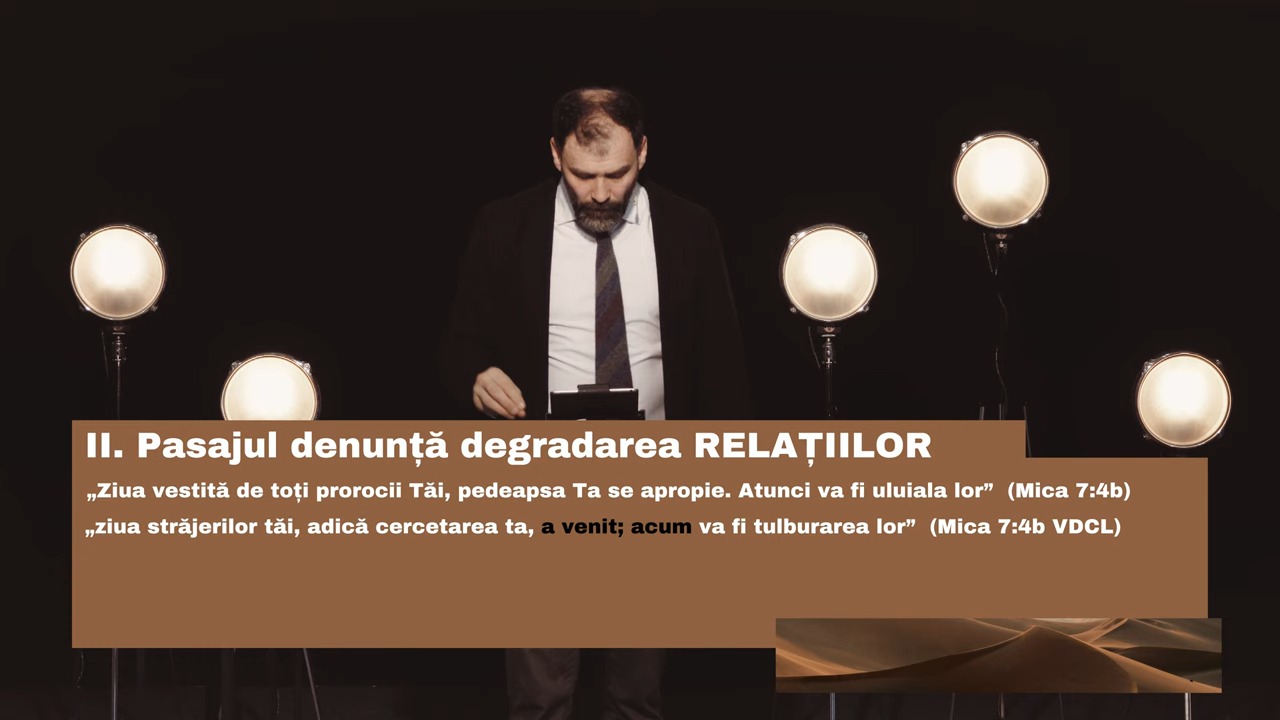 II. Pasajul denunță degradarea RELAȚIILOR
„Ziua vestită de toți prorocii Tăi, pedeapsa Ta se apropie. Atunci va fi uluiala lor” (Mica 7:4b)
„ziua străjerilor tăi, adică cercetarea ta, a venit; acum va fi tulburarea lor” (Mica 7:4b VDCL)